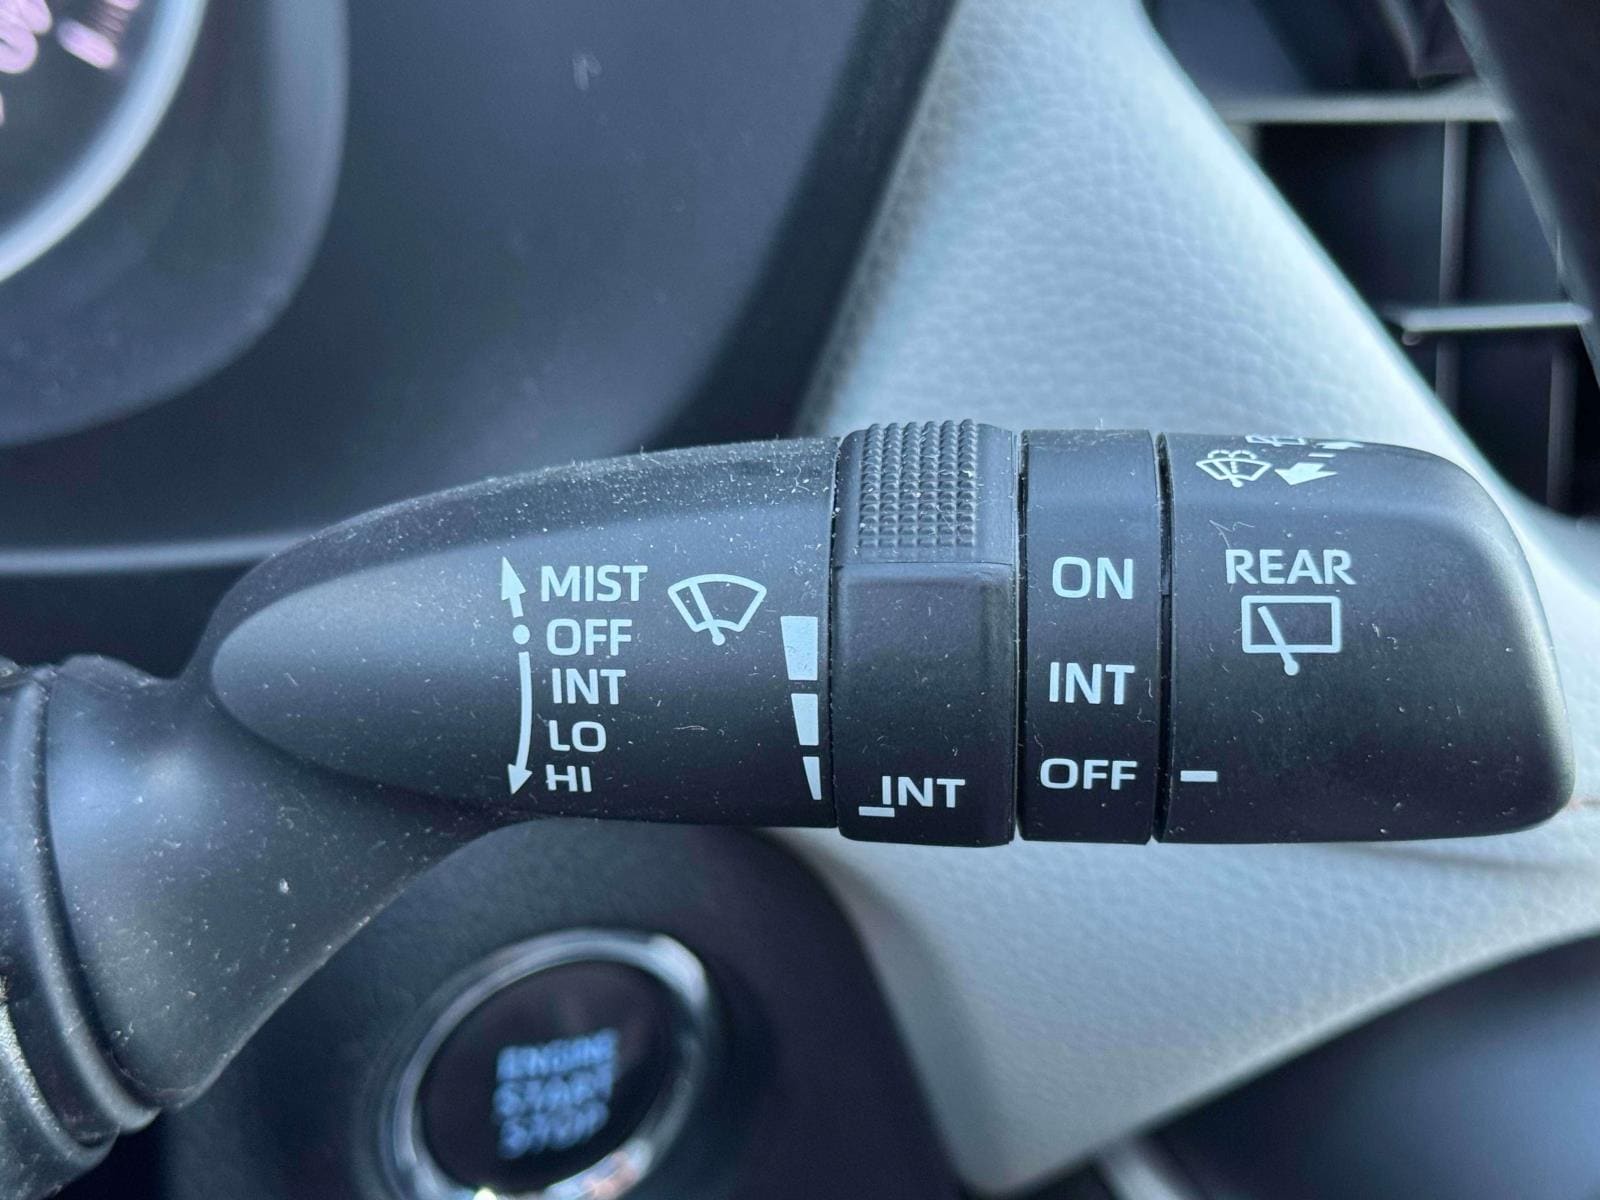 MIST
OFF
INT
LO
HI
INT
ON
INT
OFF
REAR
ENGINE
START
STOP